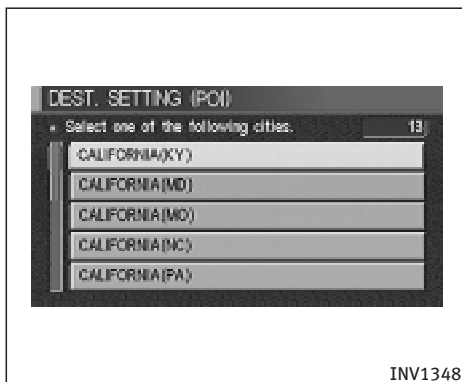 DEST. SETTING (POI)
Select one of the following cities.
13
CALIFORNIA(KY)
CALIFORNIA(MD)
CALIFORNIA(MO)
CALIFORNIA(NC)
CALIFORNIA(PA)
INV1348